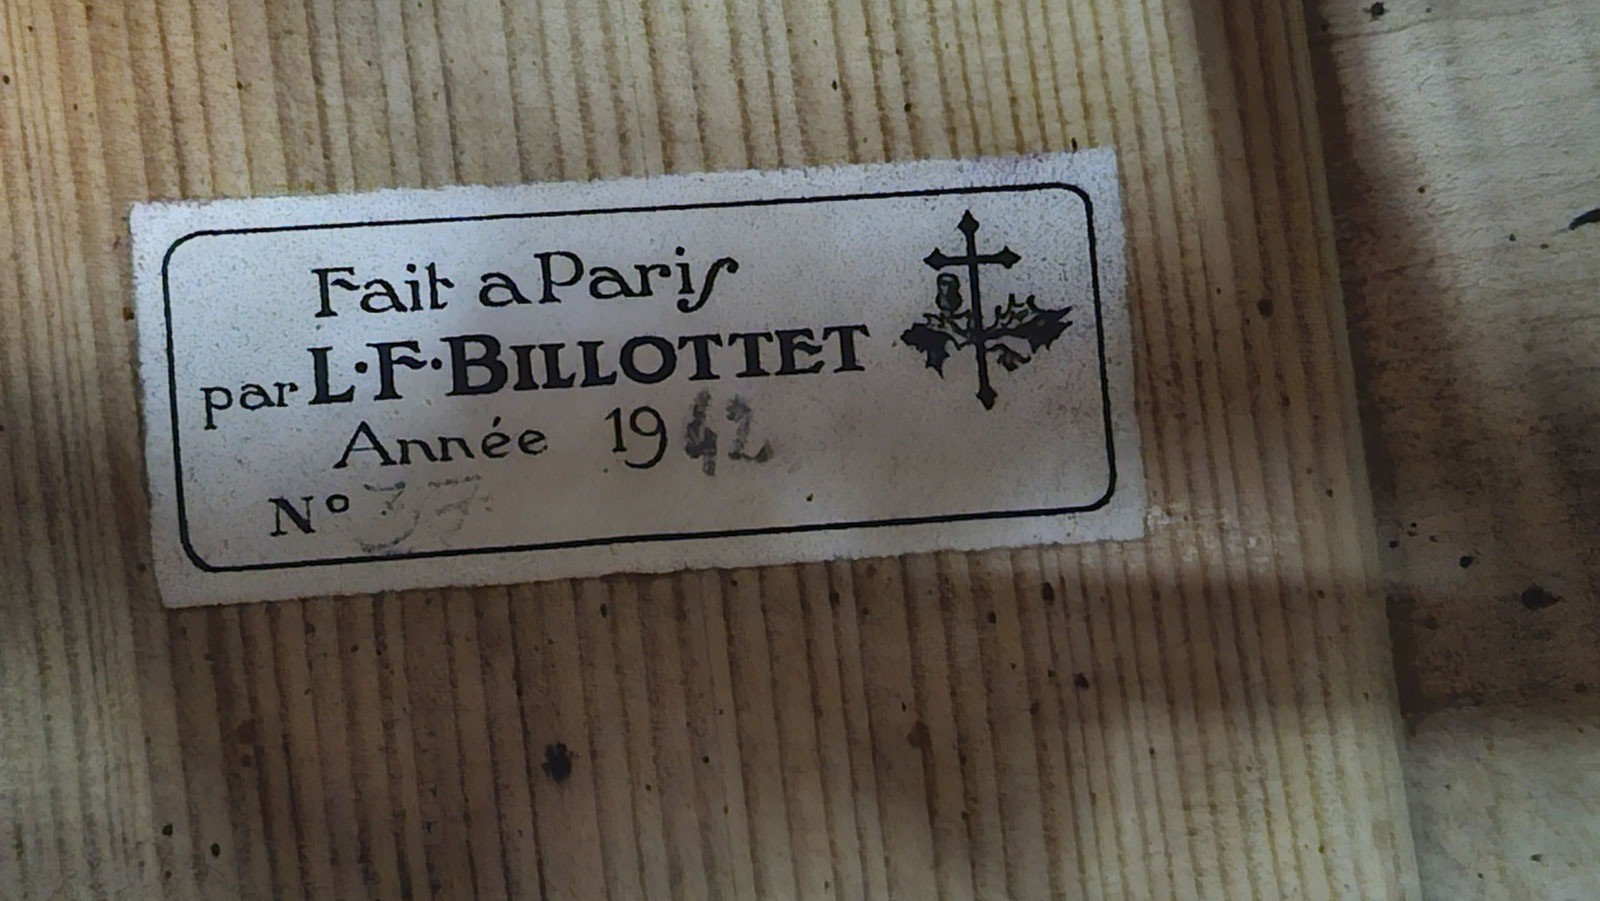 Fait a Paris
par L·F·BILLOTTET
Année 1942
N°